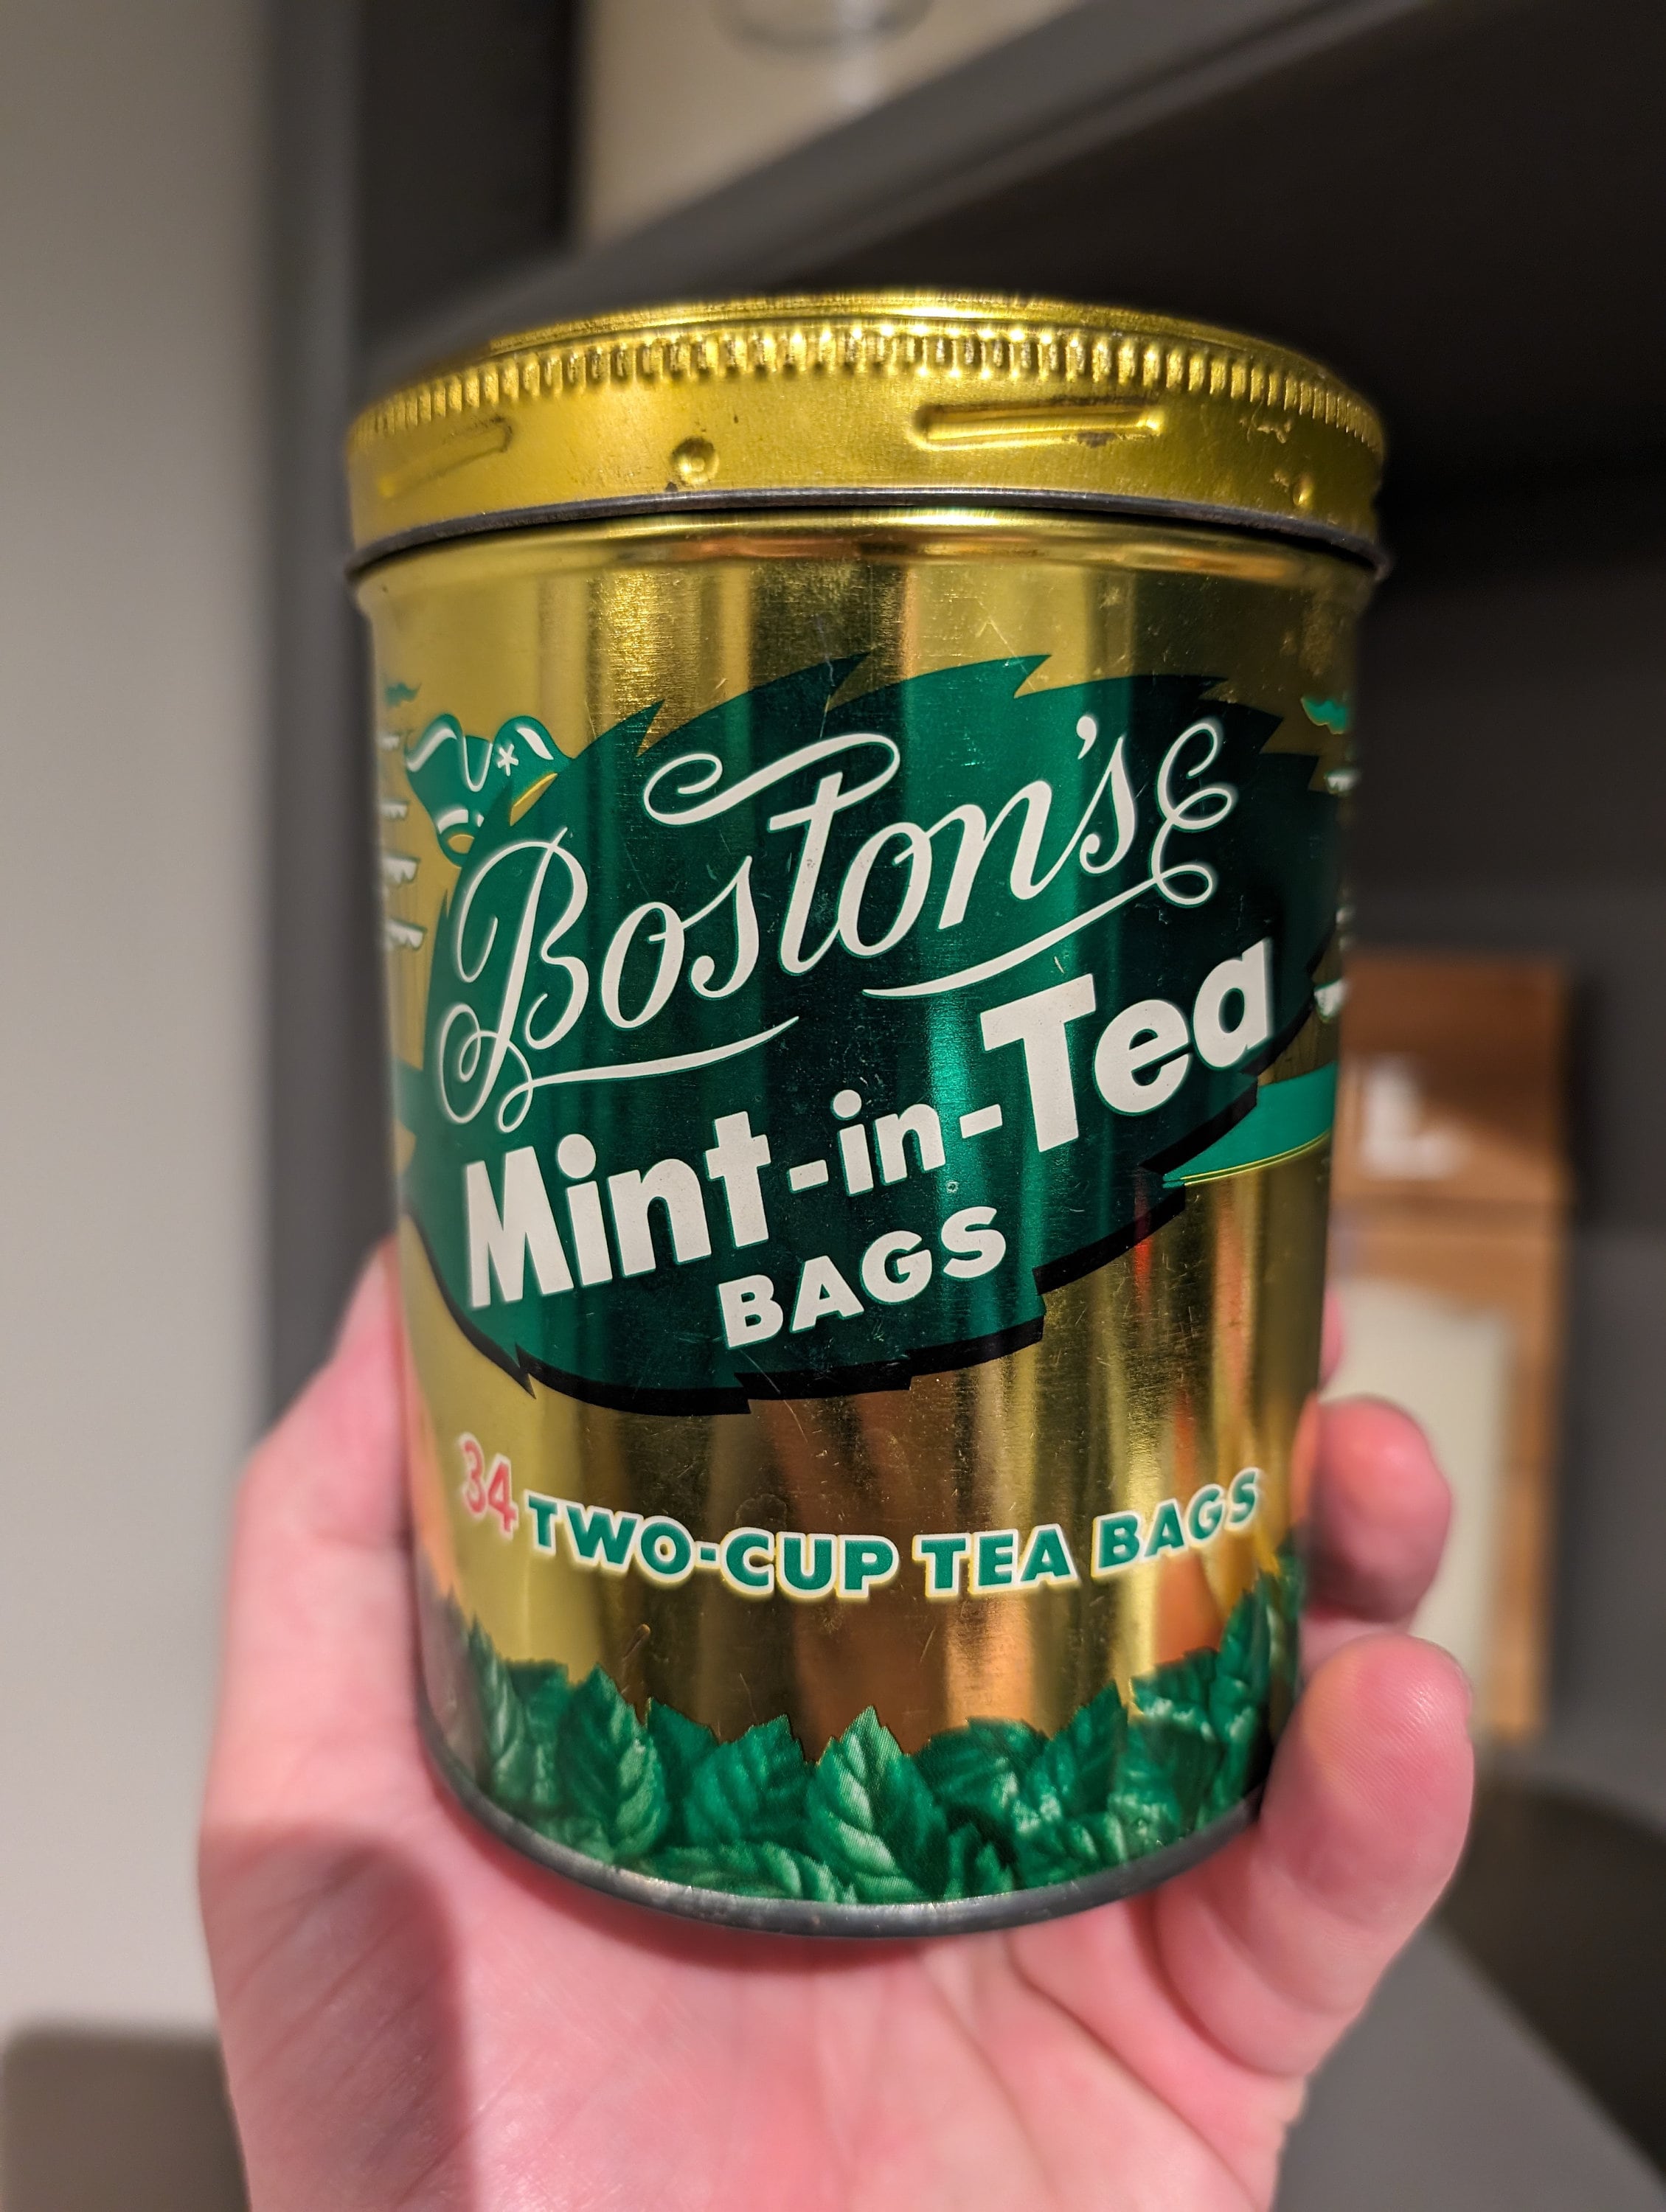 Boston's
Mint-in-Tea
BAGS
34 TWO-CUP TEA BAGS